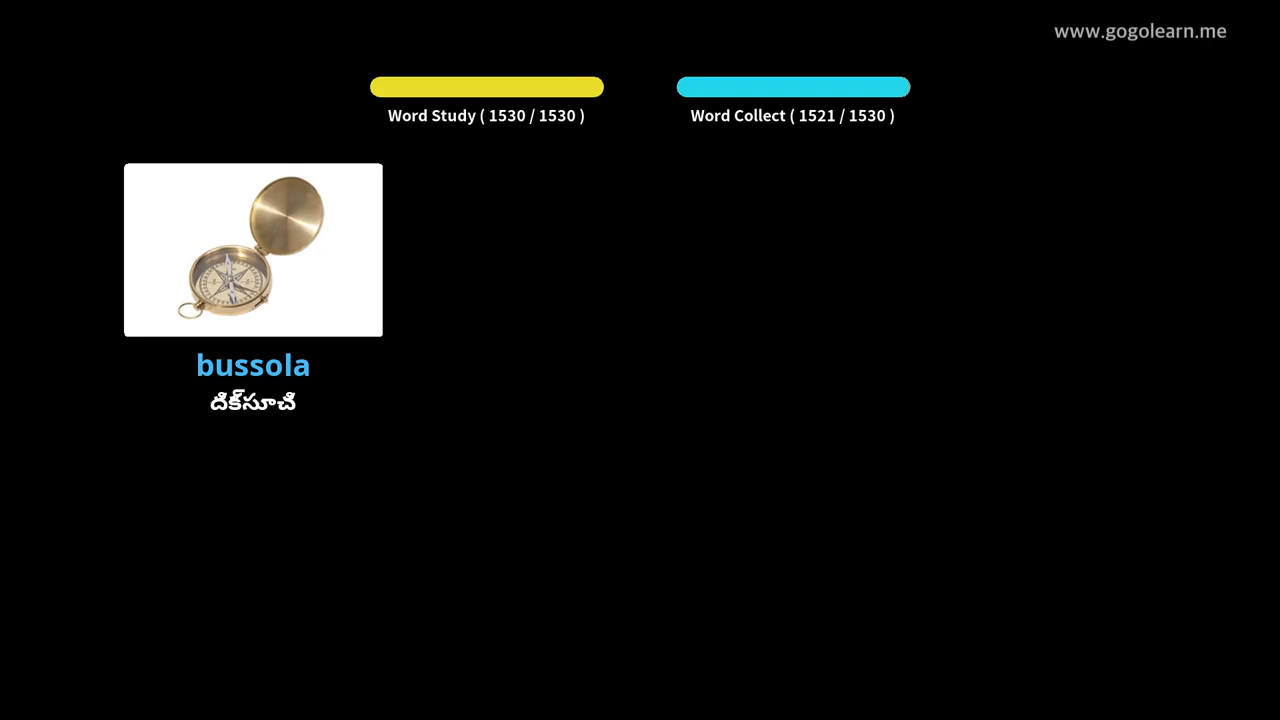 www.gogolearn.me
Word Study ( 1530 / 1530 )
Word Collect ( 1521 / 1530 )
bussola
దిక్‌సూచి